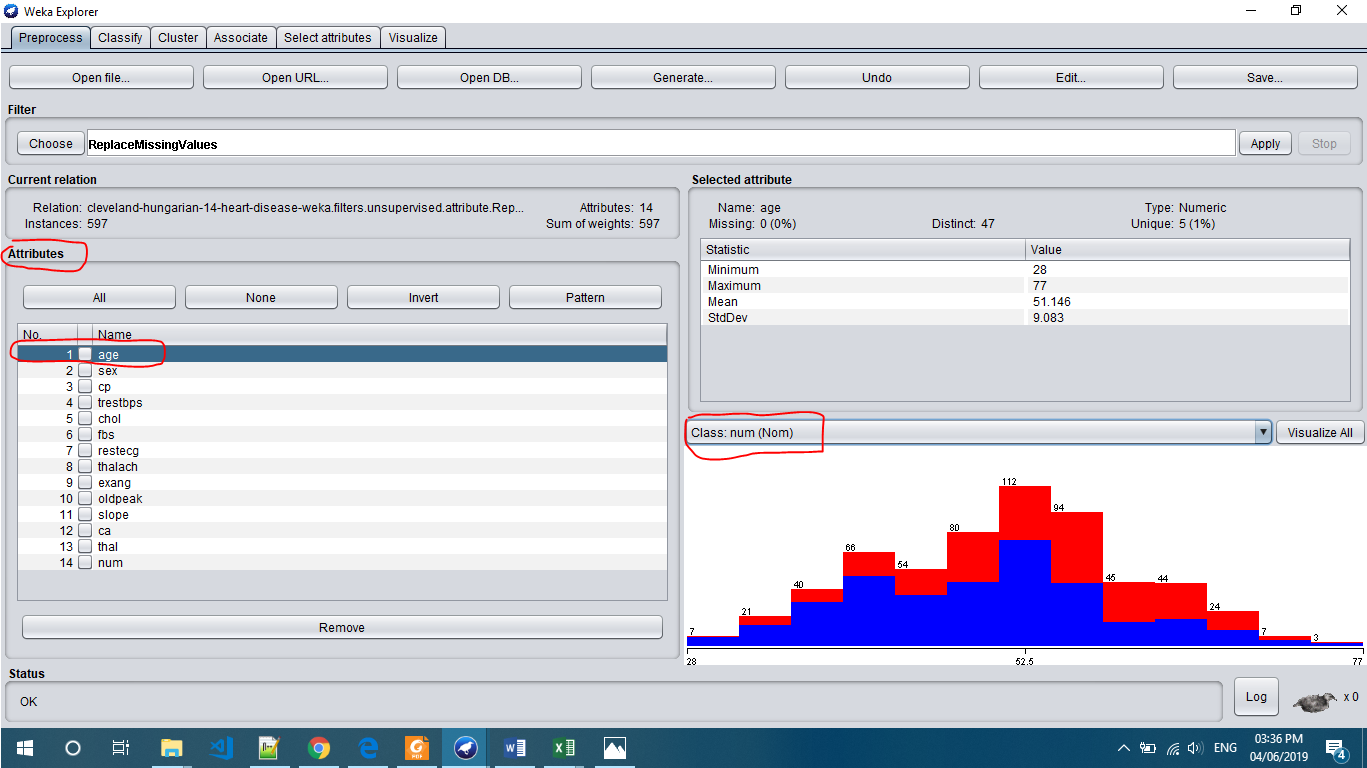 Weka Explorer
Preprocess Classify Cluster Associate Select attributes Visualize
Open file... Open URL... Open DB... Generate... Undo Edit... Save...
Filter
Choose ReplaceMissingValues Apply Stop
Current relation
Relation: cleveland-hungarian-14-heart-disease-weka.filters.unsupervised.attribute.Rep... Attributes: 14
Instances: 597 Sum of weights: 597
Attributes
All None Invert Pattern
No. Name
1 age
2 sex
3 cp
4 trestbps
5 chol
6 fbs
7 restecg
8 thalach
9 exang
10 oldpeak
11 slope
12 ca
13 thal
14 num
Remove
Selected attribute
Name: age Type: Numeric
Missing: 0 (0%) Distinct: 47 Unique: 5 (1%)
Statistic Value
Minimum 28
Maximum 77
Mean 51.146
StdDev 9.083
Class: num (Nom) Visualize All
7 21 40 66 54 80 112 94 45 44 24 7 3
28 52.5 77
Status
OK
Log x 0
ENG
03:36 PM
04/06/2019
4